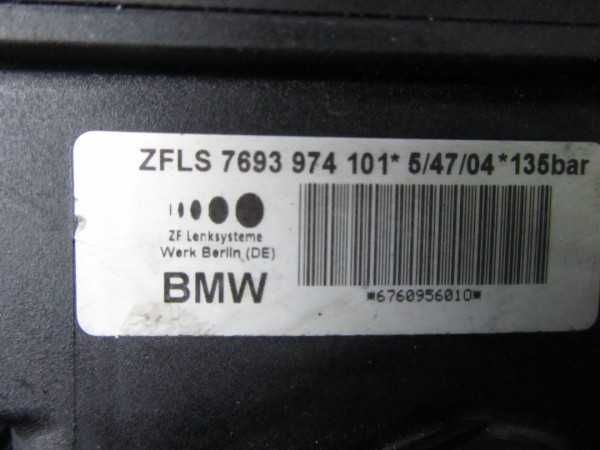 ZFLS 7693 974 101* 5/47/04 *135bar
ZF Lenksysteme
Werk Berlin (DE)
BMW
*6760956010*